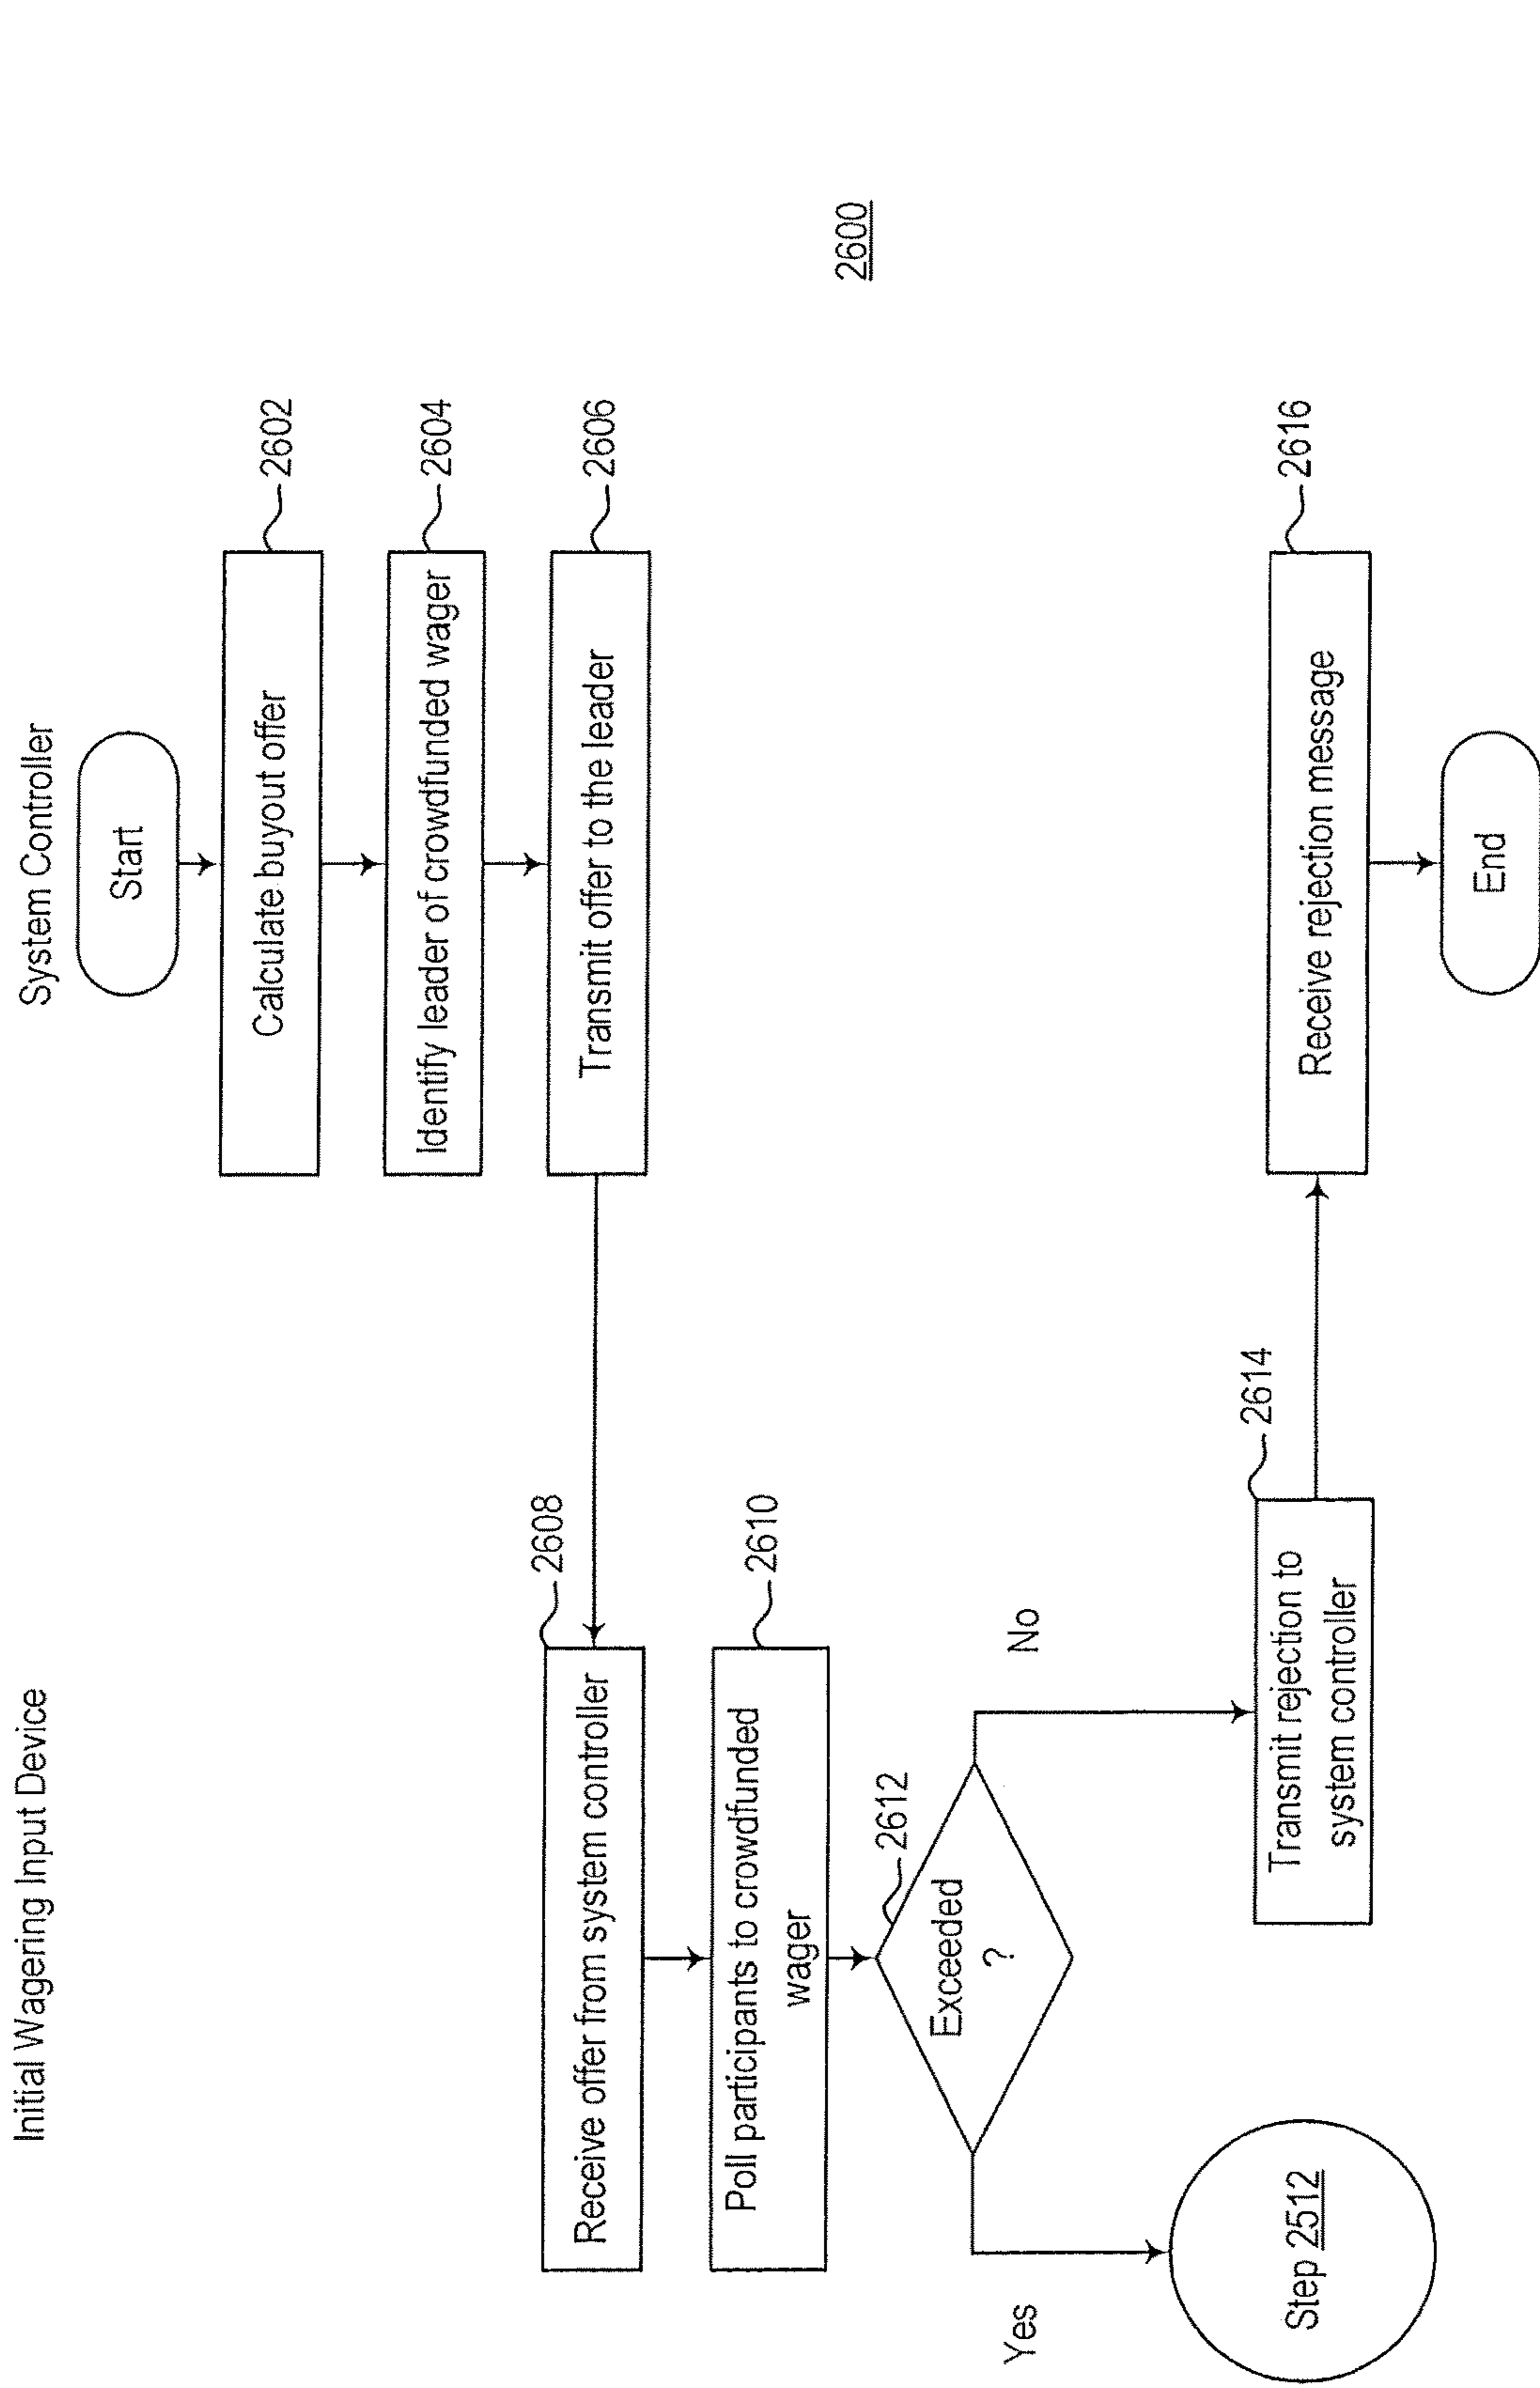 Initial Wagering Input Device
System Controller
Start
Calculate buyout offer
2602
Identify leader of crowdfunded wager
2604
Transmit offer to the leader
2606
2608
Receive offer from system controller
2610
Poll participants to crowdfunded
wager
2612
Exceeded
?
Yes
No
Step 2512
2614
Transmit rejection to
system controller
2616
Receive rejection message
End
2600